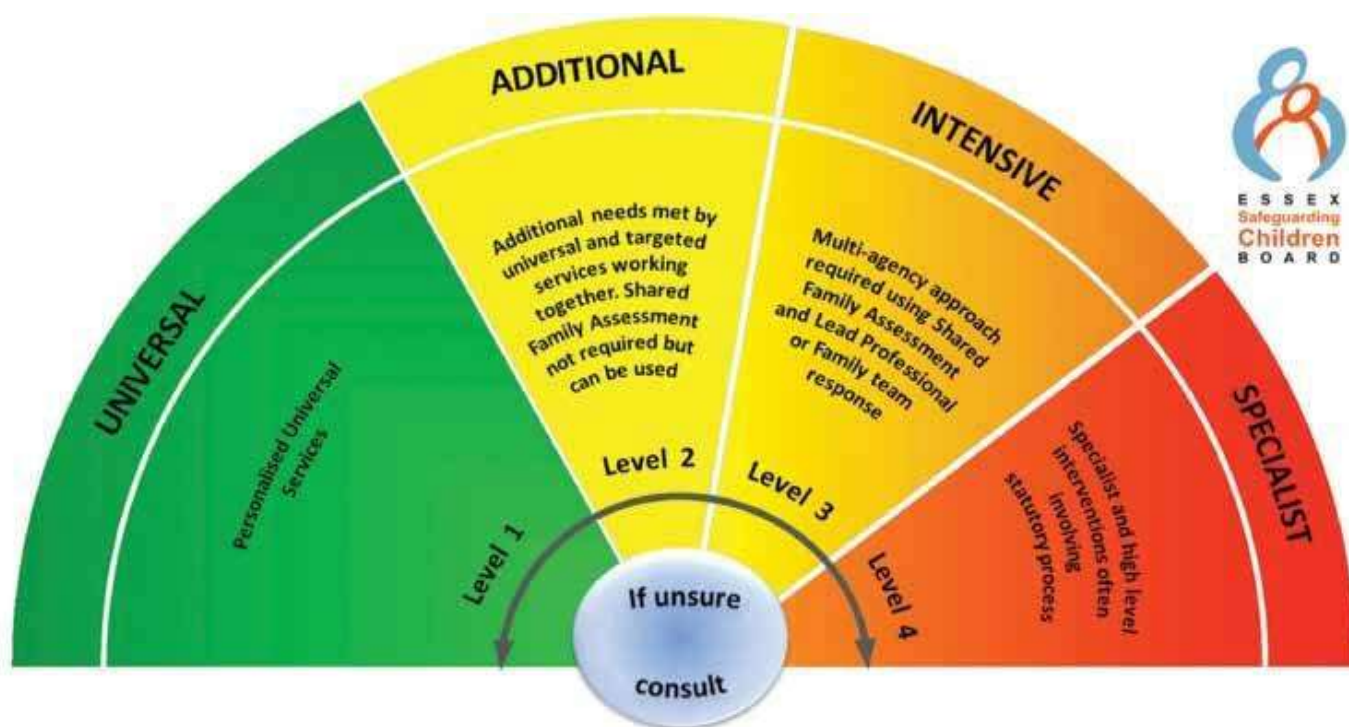 UNIVERSAL
Personalised Universal
Services
Level 1
ADDITIONAL
Additional needs met by
universal and targeted
services working
together. Shared
Family Assessment
not required but
can be used
Level 2
INTENSIVE
Multi-agency approach
required using Shared
Family Assessment
and Lead Professional
or Family team
response
Level 3
SPECIALIST
Specialist and high level
interventions often
involving
statutory process
Level 4
If unsure
consult
ESSEX
Safeguarding
Children
BOARD